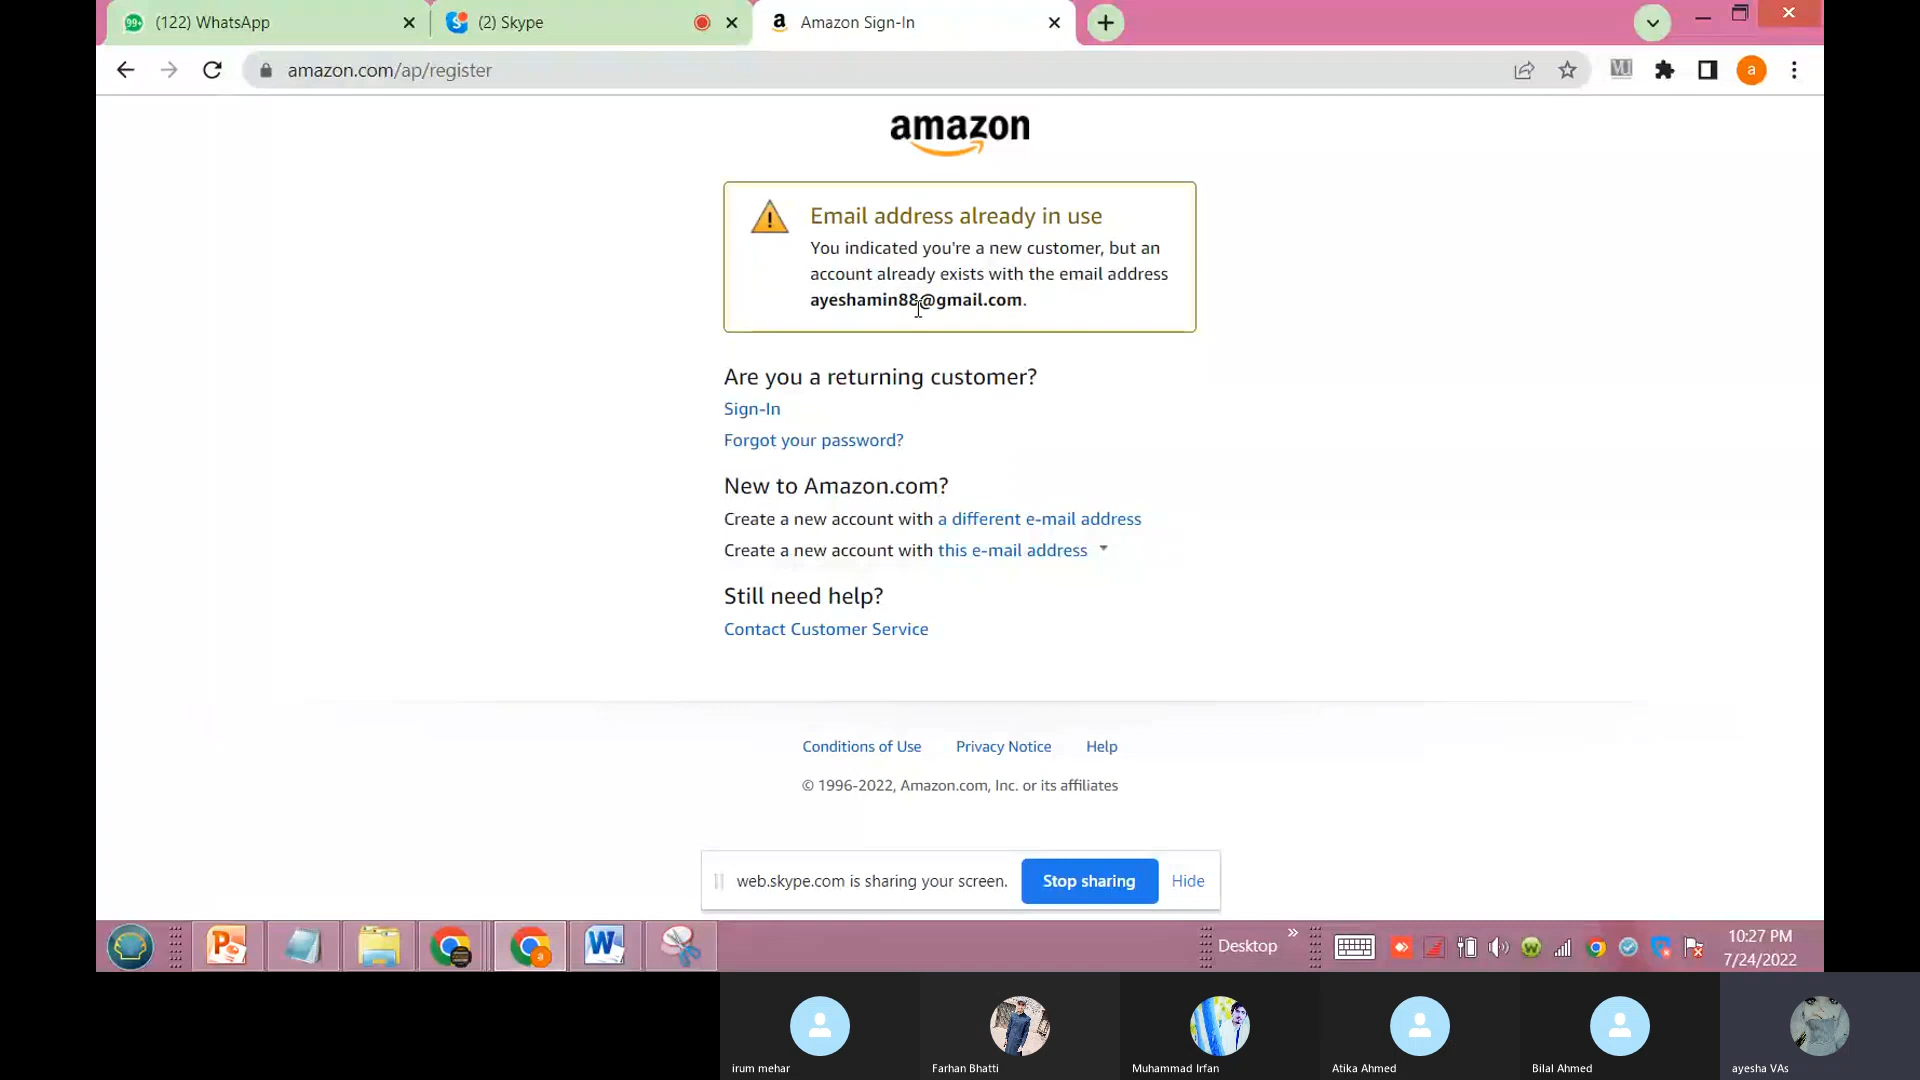 (122) WhatsApp
(2) Skype
Amazon Sign-In
amazon.com/ap/register
a
amazon
Email address already in use
You indicated you're a new customer, but an
account already exists with the email address
ayeshamin88@gmail.com.
Are you a returning customer?
Sign-In
Forgot your password?
New to Amazon.com?
Create a new account with a different e-mail address
Create a new account with this e-mail address
Still need help?
Contact Customer Service
Conditions of Use Privacy Notice Help
© 1996-2022, Amazon.com, Inc. or its affiliates
web.skype.com is sharing your screen. Stop sharing Hide
Desktop
10:27 PM
7/24/2022
irum mehar
Farhan Bhatti
Muhammad Irfan
Atika Ahmed
Bilal Ahmed
ayesha VAs